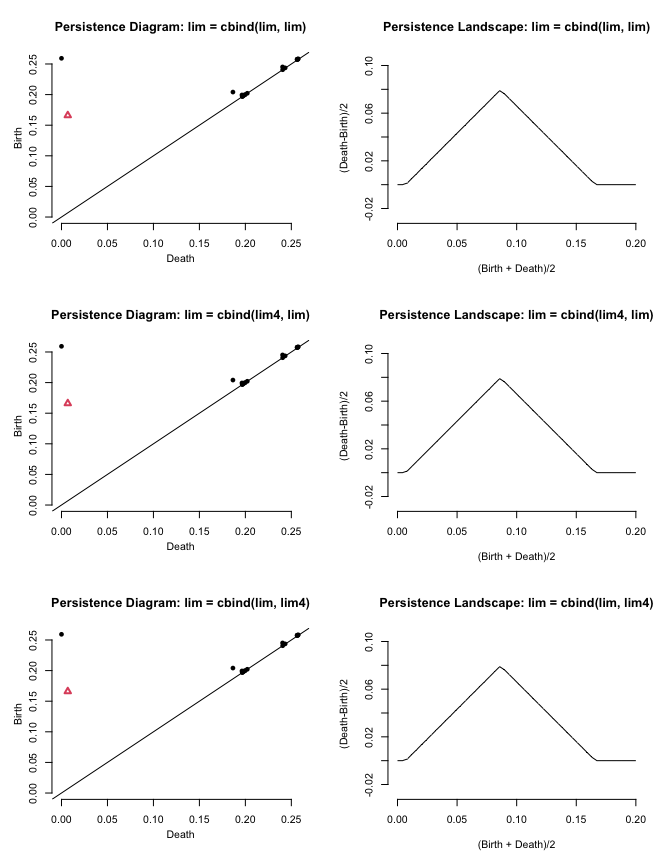 Persistence Diagram: lim = cbind(lim, lim)
Birth
0.00 0.05 0.10 0.15 0.20 0.25
0.00 0.05 0.10 0.15 0.20 0.25
Death
Persistence Landscape: lim = cbind(lim, lim)
(Death-Birth)/2
-0.02 0.02 0.06 0.10
0.00 0.05 0.10 0.15 0.20
(Birth + Death)/2
Persistence Diagram: lim = cbind(lim4, lim)
Birth
0.00 0.05 0.10 0.15 0.20 0.25
0.00 0.05 0.10 0.15 0.20 0.25
Death
Persistence Landscape: lim = cbind(lim4, lim)
(Death-Birth)/2
-0.02 0.02 0.06 0.10
0.00 0.05 0.10 0.15 0.20
(Birth + Death)/2
Persistence Diagram: lim = cbind(lim, lim4)
Birth
0.00 0.05 0.10 0.15 0.20 0.25
0.00 0.05 0.10 0.15 0.20 0.25
Death
Persistence Landscape: lim = cbind(lim, lim4)
(Death-Birth)/2
-0.02 0.02 0.06 0.10
0.00 0.05 0.10 0.15 0.20
(Birth + Death)/2